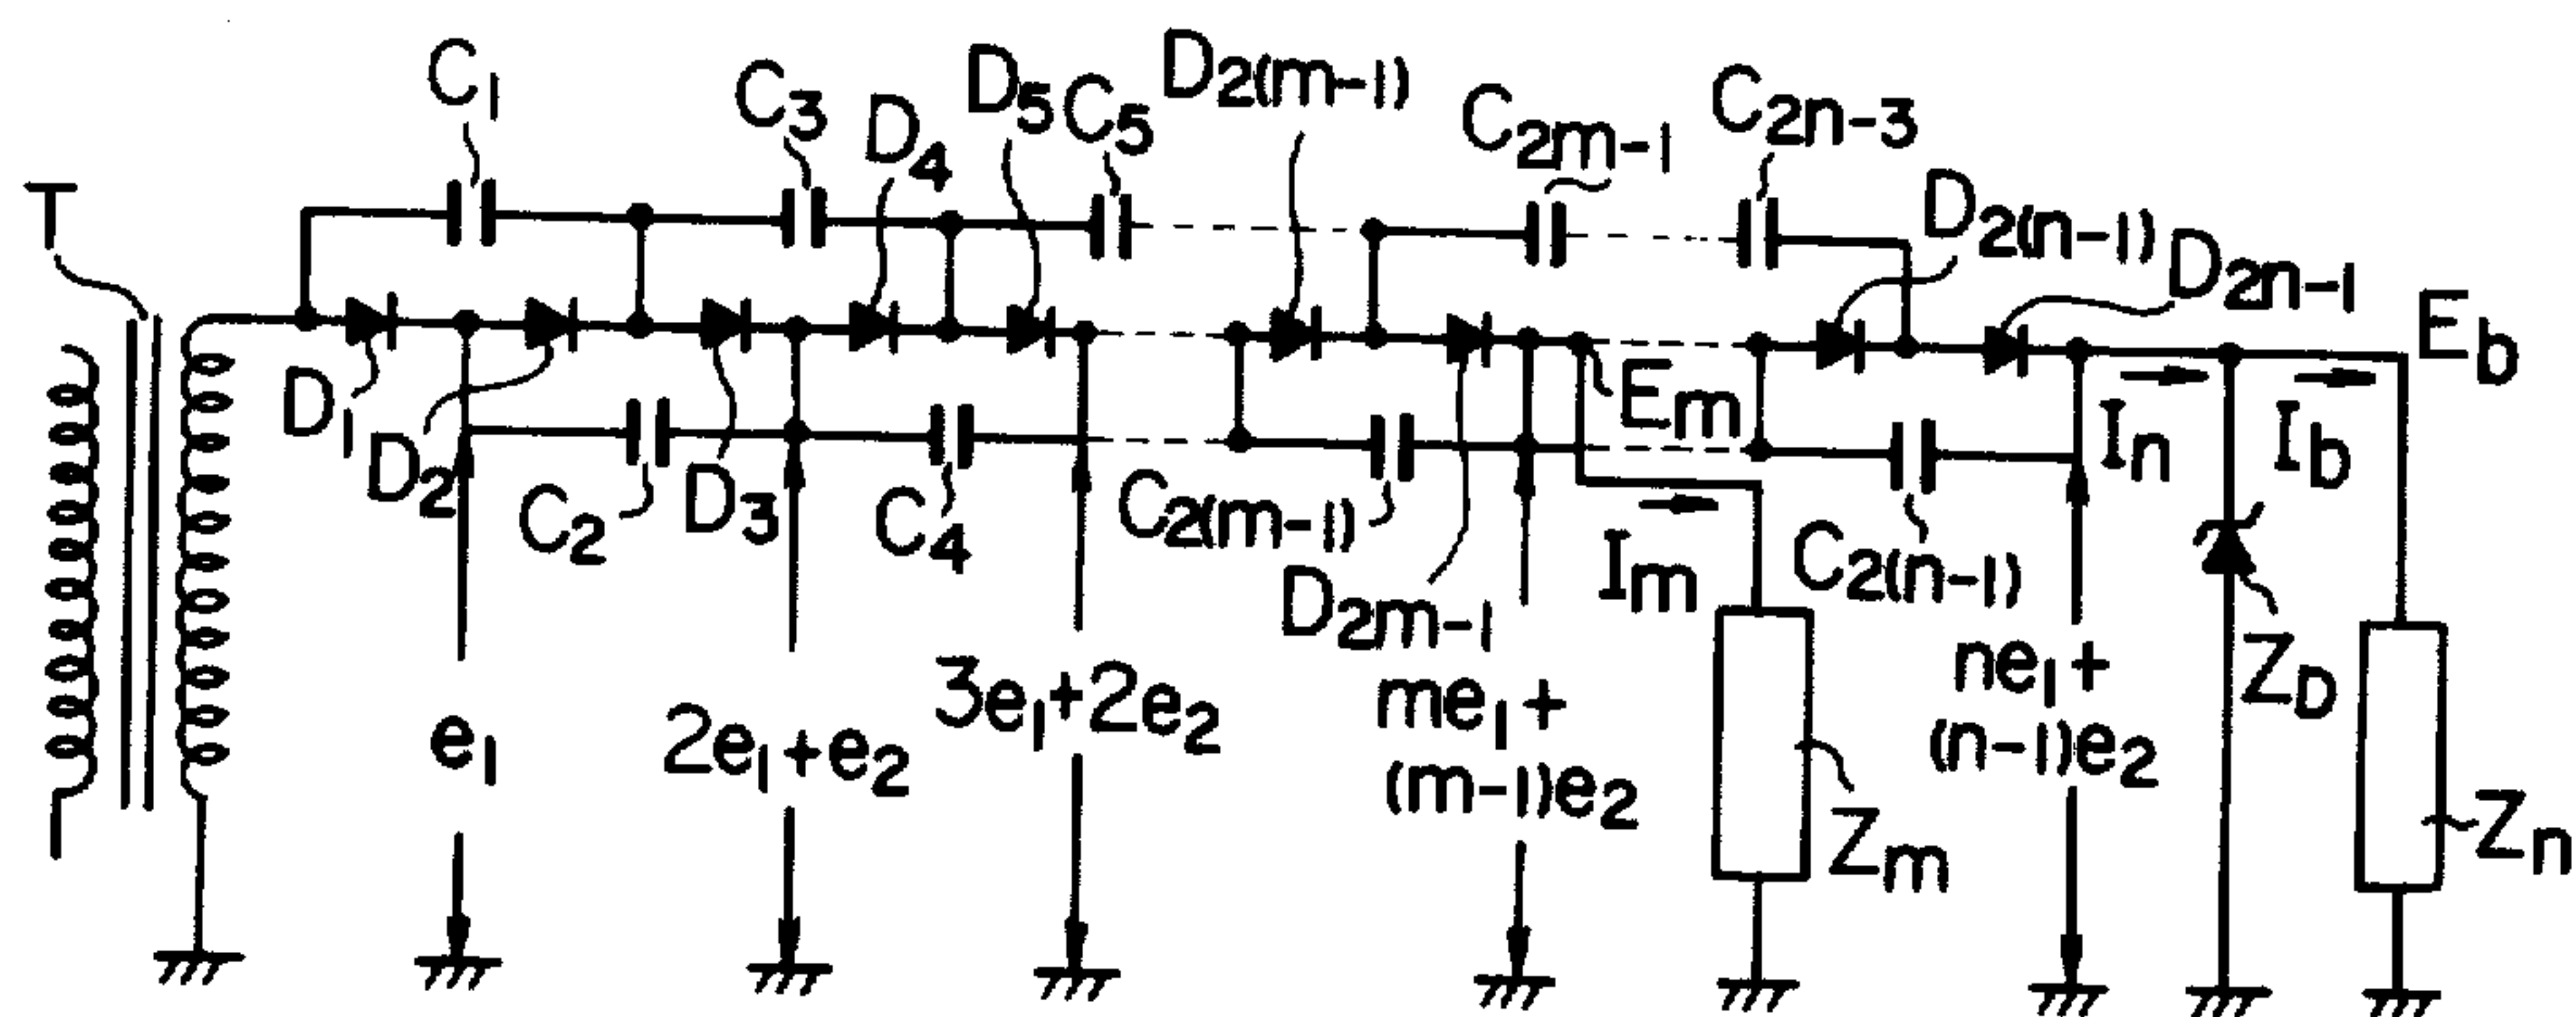 T
C1
C3
D4
D5
C5
D2(m-1)
C2m-1
C2n-3
D2(n-1)
D2n-1
Eb
D1
D2
C2
D3
C4
C2(m-1)
D2m-1
Em
Im
C2(n-1)
In
Ib
e1
2e1+e2
3e1+2e2
me1+
(m-1)e2
Zm
ne1+
(n-1)e2
ZD
Zn